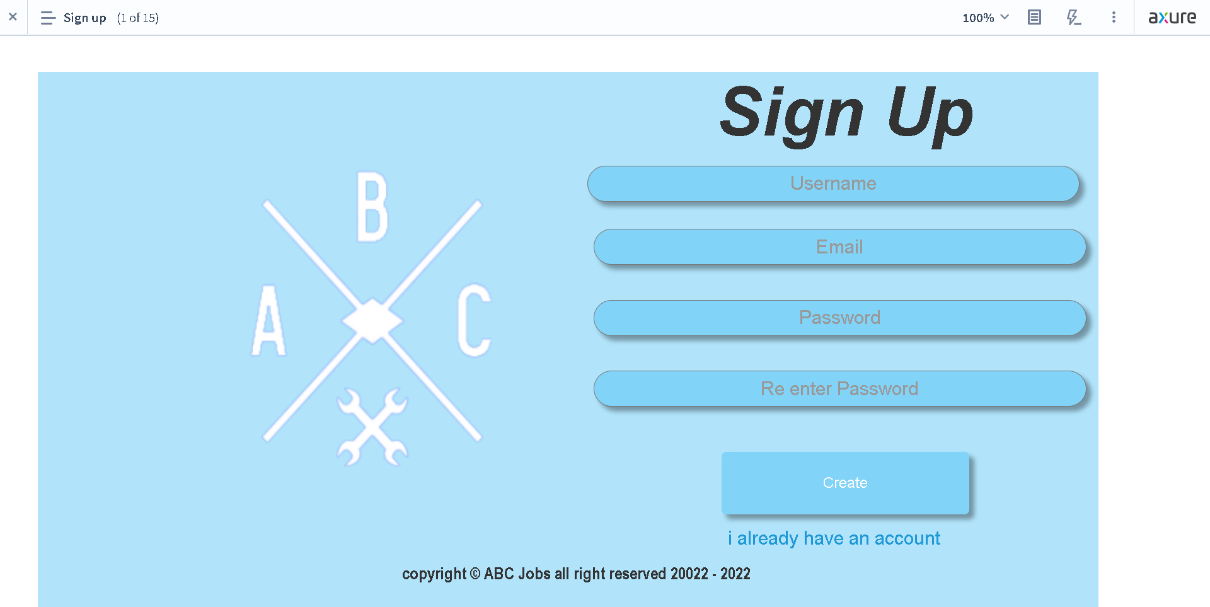 Sign up (1 of 15)
100%
axure
Sign Up
B
A
C
Username
Email
Password
Re enter Password
Create
i already have an account
copyright © ABC Jobs all right reserved 20022 - 2022